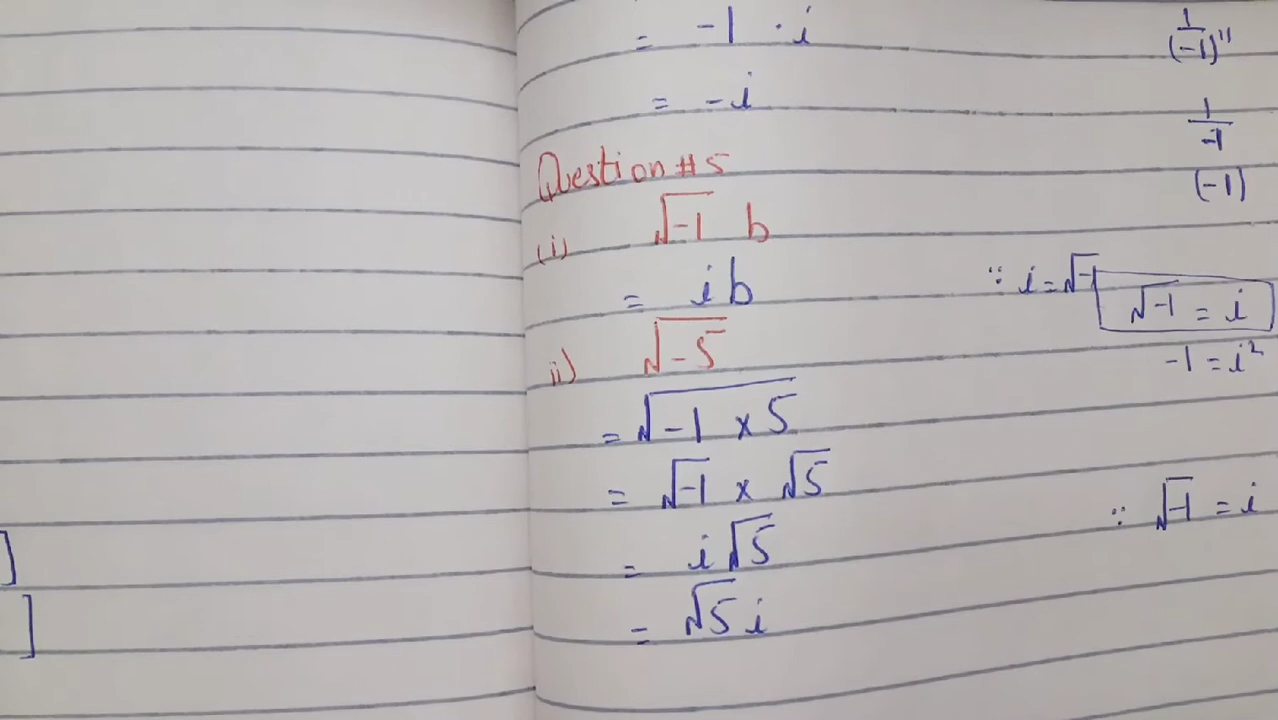 = -1 · i
1/(-1)¹¹
= -i
1/-1
(-1)
Question #5
(i) √-1 b
= i b
∵ i = √-1
√-1 = i
-1 = i²
ii) √-5
= √-1 × 5
= √-1 × √5
∵ √-1 = i
= i√5
= √5 i
]
]